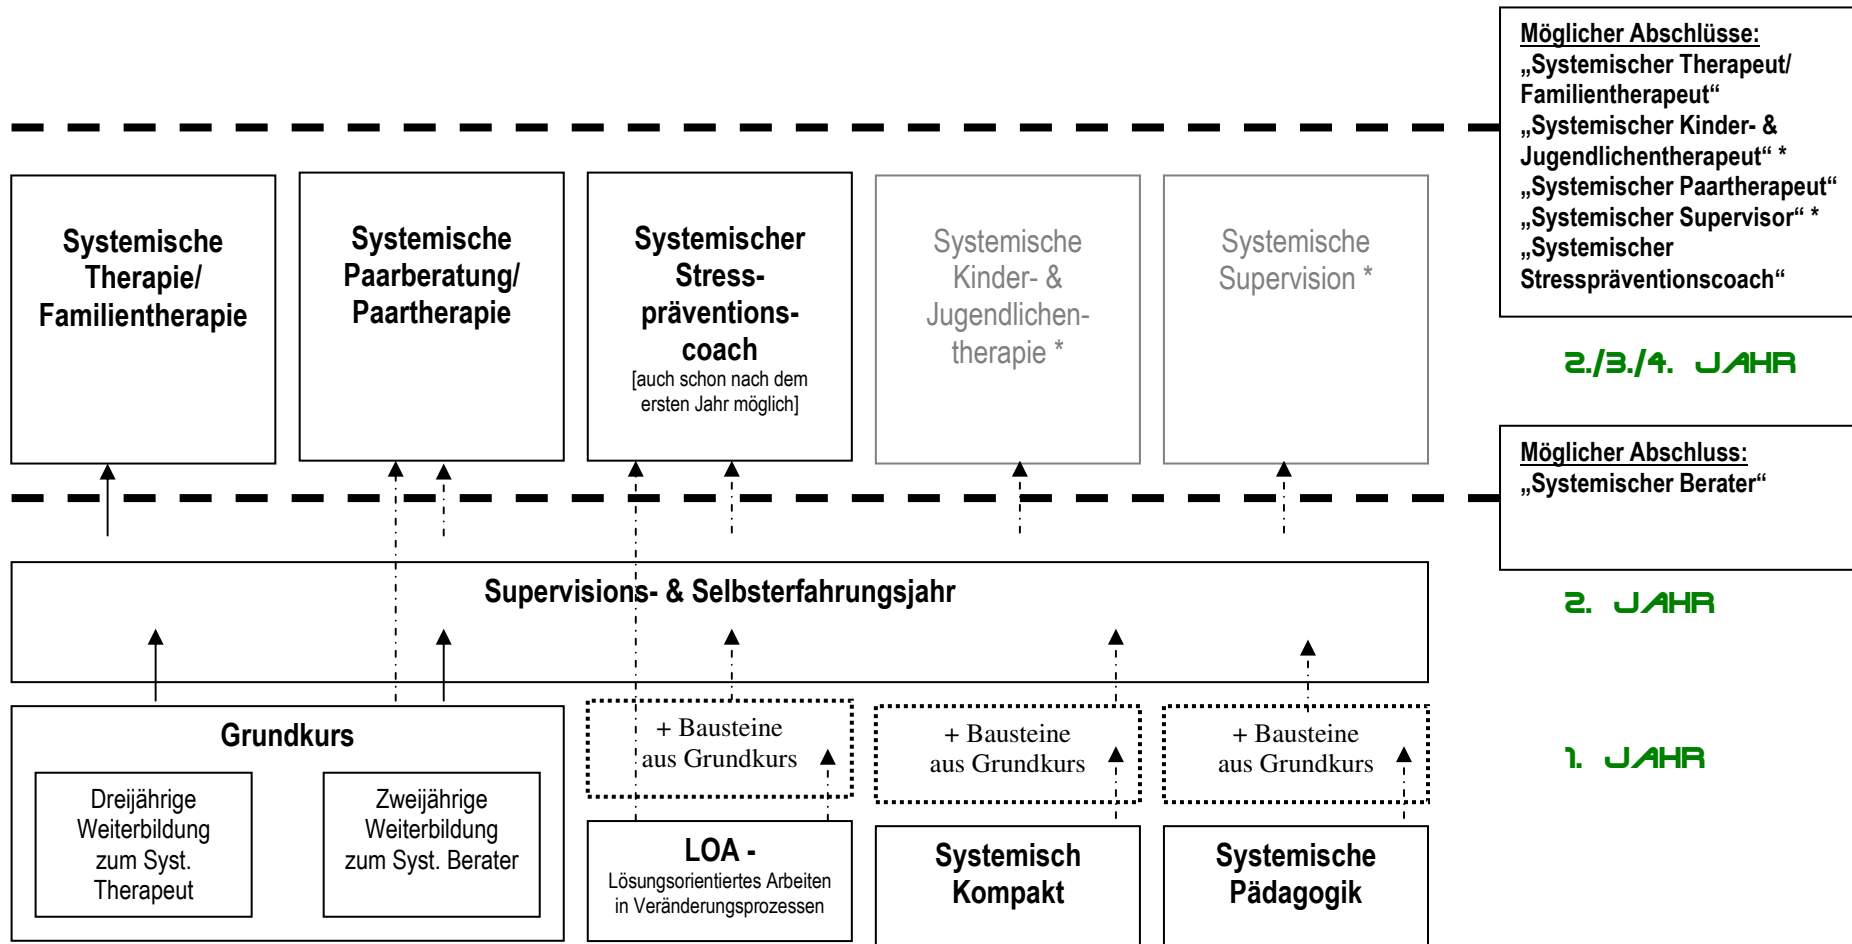 Möglicher Abschlüsse:
„Systemischer Therapeut/
Familientherapeut“
„Systemischer Kinder- &
Jugendlichentherapeut“ *
„Systemischer Paartherapeut“
„Systemischer Supervisor“ *
„Systemischer
Stresspräventionscoach“
Systemische
Therapie/
Familientherapie
Systemische
Paarberatung/
Paartherapie
Systemischer
Stress-
präventions-
coach
[auch schon nach dem
ersten Jahr möglich]
Systemische
Kinder- &
Jugendlichen-
therapie *
Systemische
Supervision *
2./3./4. JAHR
Möglicher Abschluss:
„Systemischer Berater“
Supervisions- & Selbsterfahrungsjahr
2. JAHR
Grundkurs
Dreijährige
Weiterbildung
zum Syst.
Therapeut
Zweijährige
Weiterbildung
zum Syst. Berater
+ Bausteine
aus Grundkurs
+ Bausteine
aus Grundkurs
+ Bausteine
aus Grundkurs
1. JAHR
LOA -
Lösungsorientiertes Arbeiten
in Veränderungsprozessen
Systemisch
Kompakt
Systemische
Pädagogik